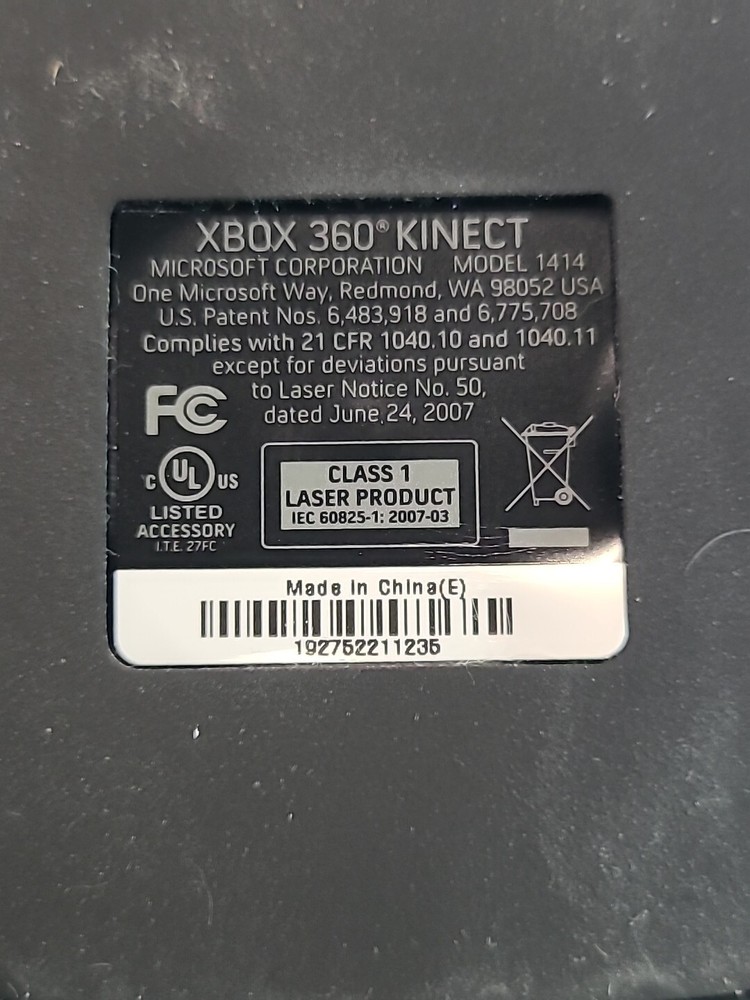 XBOX 360® KINECT
MICROSOFT CORPORATION MODEL 1414
One Microsoft Way, Redmond, WA 98052 USA
U.S. Patent Nos. 6,483,918 and 6,775,708
Complies with 21 CFR 1040.10 and 1040.11
except for deviations pursuant
to Laser Notice No. 50,
dated June 24, 2007
FC
C UL US
LISTED
ACCESSORY
I.T.E. 27FC
CLASS 1
LASER PRODUCT
IEC 60825-1: 2007-03
Made in China(E)
192752211235